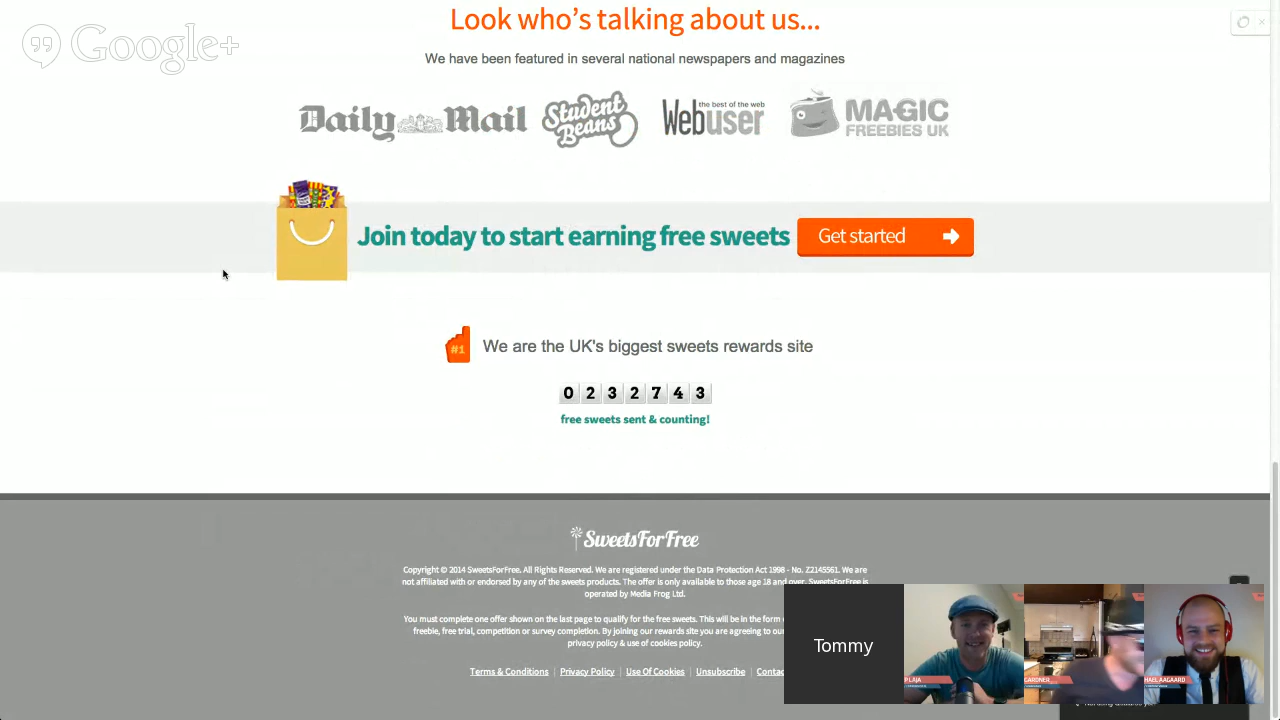 Google+
Look who's talking about us...
We have been featured in several national newspapers and magazines
Daily Mail
Student Beans
the best of the web
Webuser
MAGIC
FREEBIES UK
Join today to start earning free sweets
Get started
#1
We are the UK's biggest sweets rewards site
0232743
free sweets sent & counting!
SweetsForFree
Copyright © 2014 SweetsForFree. All Rights Reserved. We are registered under the Data Protection Act 1998 - No. Z2145561. We are
not affiliated with or endorsed by any of the sweets products. The offer is only available to those age 18 and over. SweetsForFree is
operated by Media Frog Ltd.
You must complete one offer shown on the last page to qualify for the free sweets. This will be in the form
freebie, free trial, competition or survey completion. By joining our rewards site you are agreeing to our
privacy policy & use of cookies policy.
Terms & Conditions | Privacy Policy | Use Of Cookies | Unsubscribe | Contac
Tommy
P LAJA
GARDNER
HAEL AAGAARD